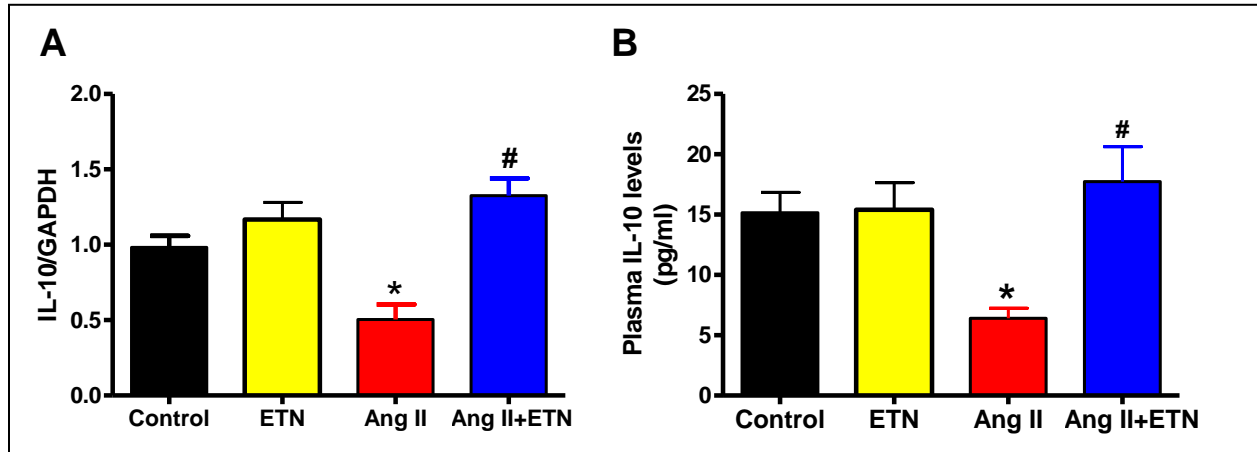 A
IL-10/GAPDH
2.0
1.5
1.0
0.5
0.0
*
#
Control ETN Ang II Ang II+ETN
B
Plasma IL-10 levels
(pg/ml)
25
20
15
10
5
0
*
#
Control ETN Ang II Ang II+ETN